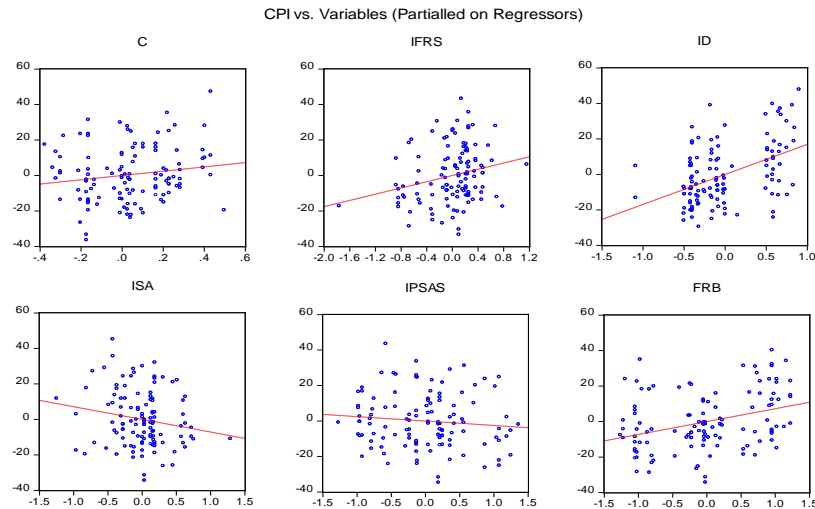 CPI vs. Variables (Partialled on Regressors)
C IFRS ID
60 60 60
40 40 40
20 20 20
0 0 0
-20 -20 -20
-40 -40 -40
-.4 -.2 .0 .2 .4 .6 -2.0 -1.6 -1.2 -0.8 -0.4 0.0 0.4 0.8 1.2 -1.5 -1.0 -0.5 0.0 0.5 1.0
ISA IPSAS FRB
60 60 60
40 40 40
20 20 20
0 0 0
-20 -20 -20
-40 -40 -40
-1.5 -1.0 -0.5 0.0 0.5 1.0 1.5 -1.5 -1.0 -0.5 0.0 0.5 1.0 1.5 -1.5 -1.0 -0.5 0.0 0.5 1.0 1.5